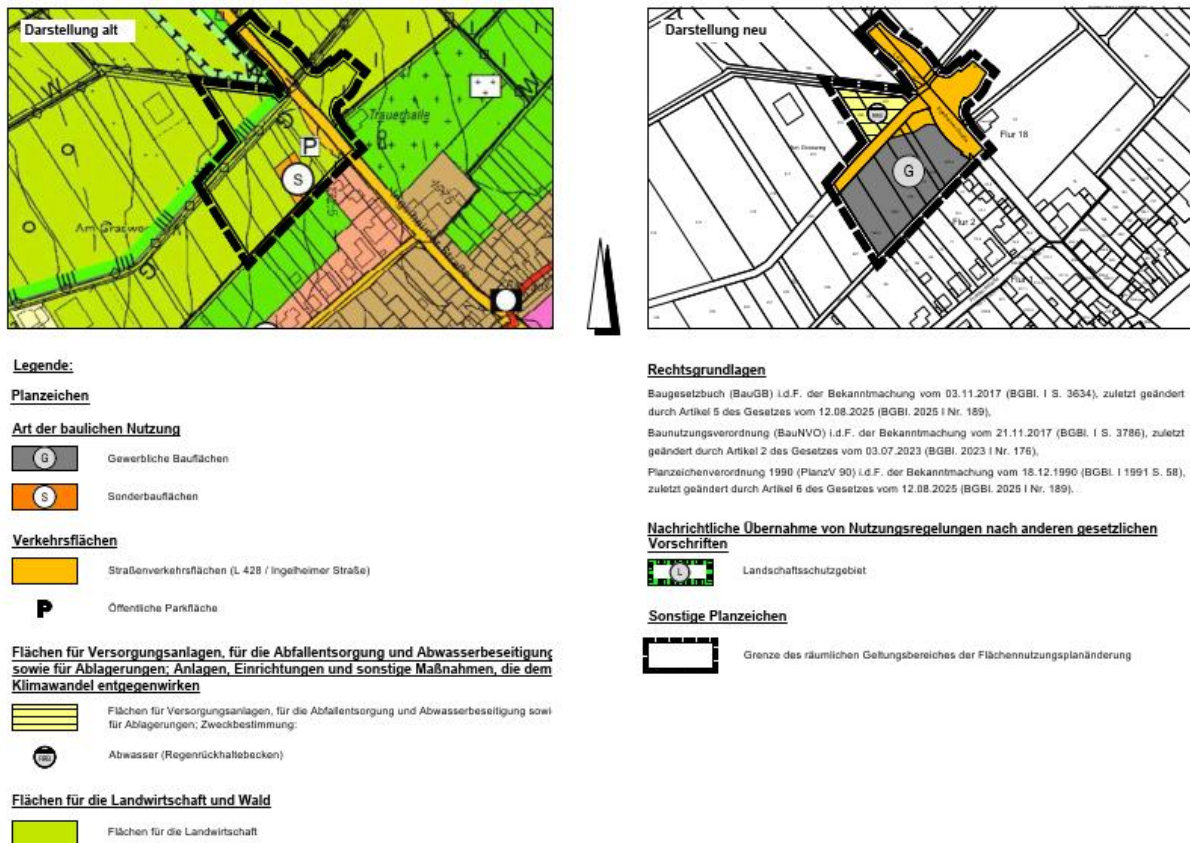 Darstellung alt
Trauerhalle
P
S
Darstellung neu
RRB
G
Flur 18
Flur 2
Legende:
Planzeichen
Art der baulichen Nutzung
G Gewerbliche Bauflächen
S Sonderbauflächen
Verkehrsflächen
Straßenverkehrsflächen (L 428 / Ingelheimer Straße)
P Öffentliche Parkfläche
Flächen für Versorgungsanlagen, für die Abfallentsorgung und Abwasserbeseitigung
sowie für Ablagerungen; Anlagen, Einrichtungen und sonstige Maßnahmen, die dem
Klimawandel entgegenwirken
Flächen für Versorgungsanlagen, für die Abfallentsorgung und Abwasserbeseitigung sowi
für Ablagerungen; Zweckbestimmung:
RRB Abwasser (Regenrückhaltebecken)
Flächen für die Landwirtschaft und Wald
Flächen für die Landwirtschaft
Rechtsgrundlagen
Baugesetzbuch (BauGB) i.d.F. der Bekanntmachung vom 03.11.2017 (BGBl. I S. 3634), zuletzt geändert
durch Artikel 5 des Gesetzes vom 12.08.2025 (BGBl. 2025 I Nr. 189),
Baunutzungsverordnung (BauNVO) i.d.F. der Bekanntmachung vom 21.11.2017 (BGBl. I S. 3786), zuletzt
geändert durch Artikel 2 des Gesetzes vom 03.07.2023 (BGBl. 2023 I Nr. 176),
Planzeichenverordnung 1990 (PlanzV 90) i.d.F. der Bekanntmachung vom 18.12.1990 (BGBl. I 1991 S. 58),
zuletzt geändert durch Artikel 6 des Gesetzes vom 12.08.2025 (BGBl. 2025 I Nr. 189).
Nachrichtliche Übernahme von Nutzungsregelungen nach anderen gesetzlichen
Vorschriften
L Landschaftsschutzgebiet
Sonstige Planzeichen
Grenze des räumlichen Geltungsbereiches der Flächennutzungsplanänderung